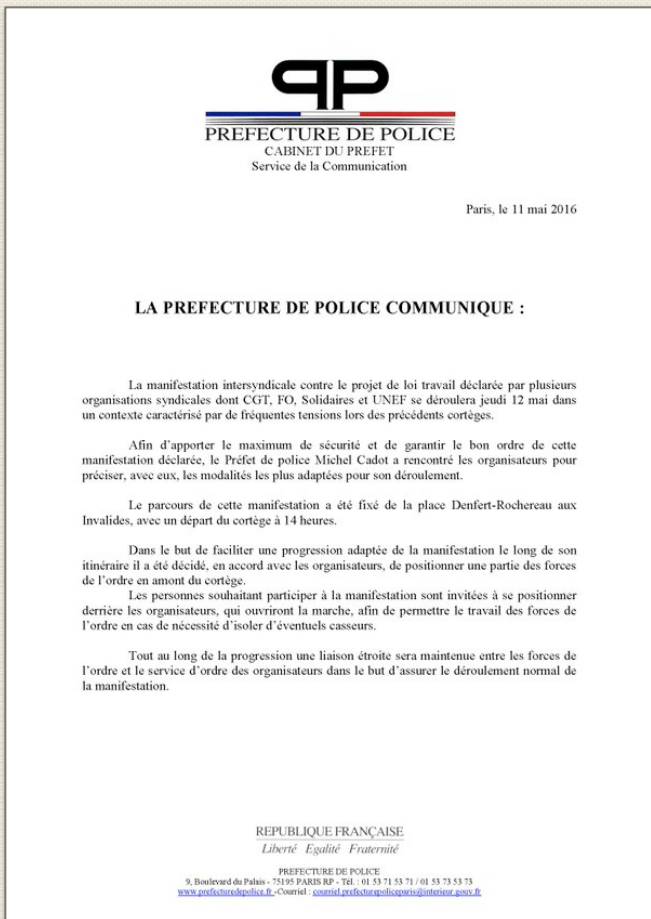 PP
PREFECTURE DE POLICE
CABINET DU PREFET
Service de la Communication
Paris, le 11 mai 2016
LA PREFECTURE DE POLICE COMMUNIQUE :
La manifestation intersyndicale contre le projet de loi travail déclarée par plusieurs
organisations syndicales dont CGT, FO, Solidaires et UNEF se déroulera jeudi 12 mai dans
un contexte caractérisé par de fréquentes tensions lors des précédents cortèges.
Afin d'apporter le maximum de sécurité et de garantir le bon ordre de cette
manifestation déclarée, le Préfet de police Michel Cadot a rencontré les organisateurs pour
préciser, avec eux, les modalités les plus adaptées pour son déroulement.
Le parcours de cette manifestation a été fixé de la place Denfert-Rochereau aux
Invalides, avec un départ du cortège à 14 heures.
Dans le but de faciliter une progression adaptée de la manifestation le long de son
itinéraire il a été décidé, en accord avec les organisateurs, de positionner une partie des forces
de l'ordre en amont du cortège.
Les personnes souhaitant participer à la manifestation sont invitées à se positionner
derrière les organisateurs, qui ouvriront la marche, afin de permettre le travail des forces de
l'ordre en cas de nécessité d'isoler d'éventuels casseurs.
Tout au long de la progression une liaison étroite sera maintenue entre les forces de
l'ordre et le service d'ordre des organisateurs dans le but d'assurer le déroulement normal de
la manifestation.
REPUBLIQUE FRANÇAISE
Liberté Egalité Fraternité
PREFECTURE DE POLICE
9, Boulevard du Palais - 75195 PARIS RP - Tél. : 01 53 71 53 71 / 01 53 73 53 73
www.prefecturedepolice.fr -Courriel : courriel.prefecturepoliceparis@interieur.gouv.fr